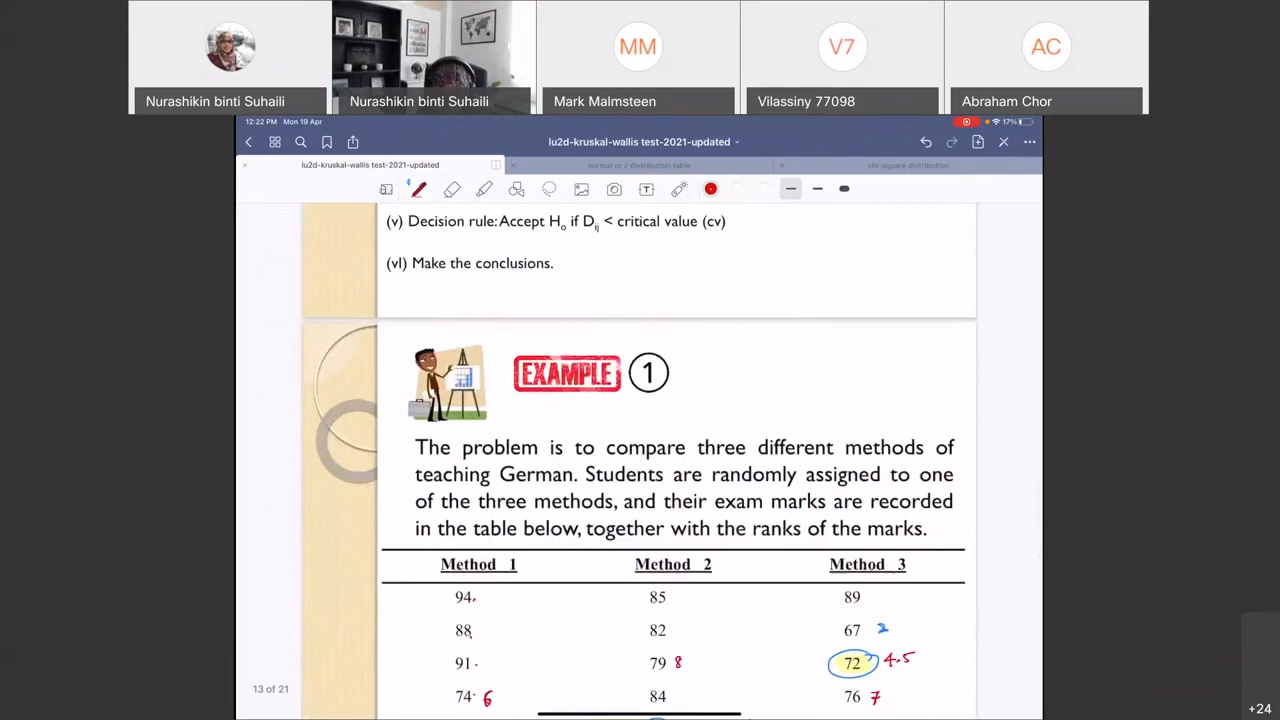 MM
V7
AC
Nurashikin binti Suhaili
Nurashikin binti Suhaili
Mark Malmsteen
Vilassiny 77098
Abraham Chor
12:22 PM Mon 19 Apr
17%
lu2d-kruskal-wallis test-2021-updated
lu2d-kruskal-wallis test-2021-updated
normal or z distribution table
chi-square distribution
(v) Decision rule: Accept Ho if Dij < critical value (cv)
(vl) Make the conclusions.
EXAMPLE 1
The problem is to compare three different methods of
teaching German. Students are randomly assigned to one
of the three methods, and their exam marks are recorded
in the table below, together with the ranks of the marks.
Method 1 Method 2 Method 3
94 85 89
88 82 67 2
91 79 8 72 4.5
74 6 84 76 7
13 of 21
+24